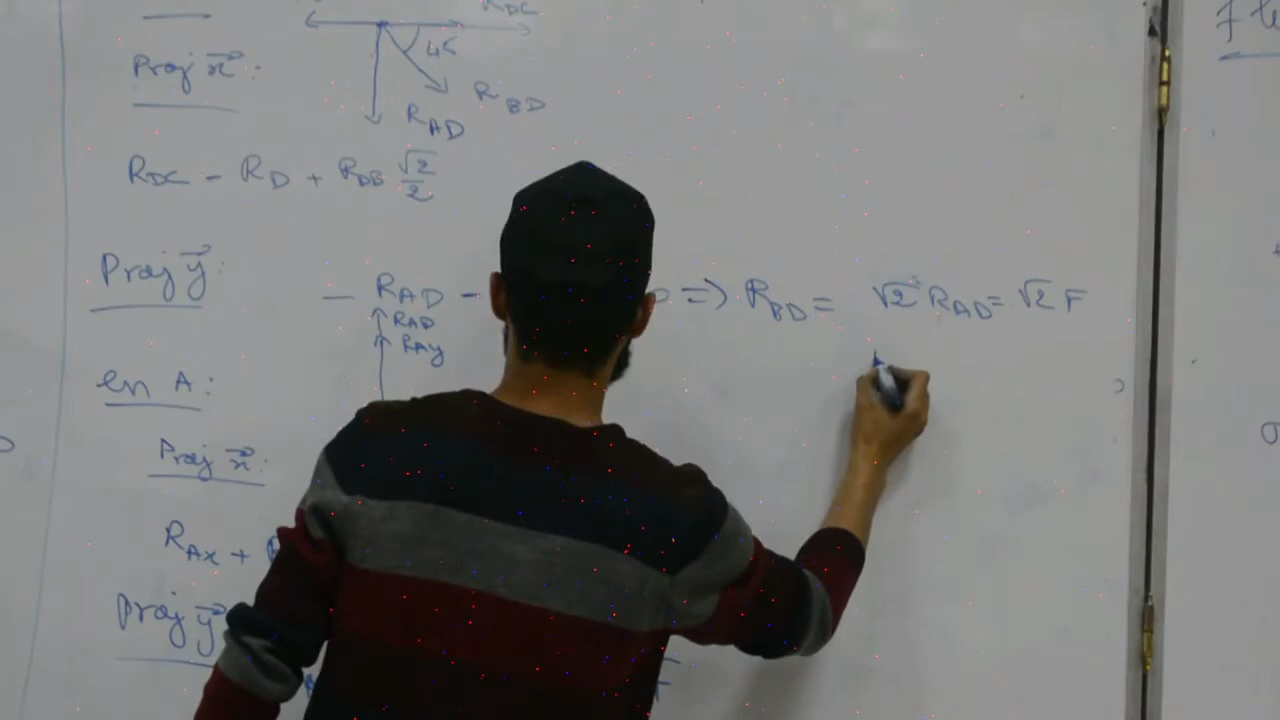 R_DC
Proj x⃗ :
45
R_BD
R_AD
R_DC - R_D + R_DB √2/2
Proj y⃗ :
- R_AD - => R_BD = √2 R_AD = √2 F
R_AD
R_Ay
en A :
Proj x⃗ :
R_Ax +
Proj y⃗